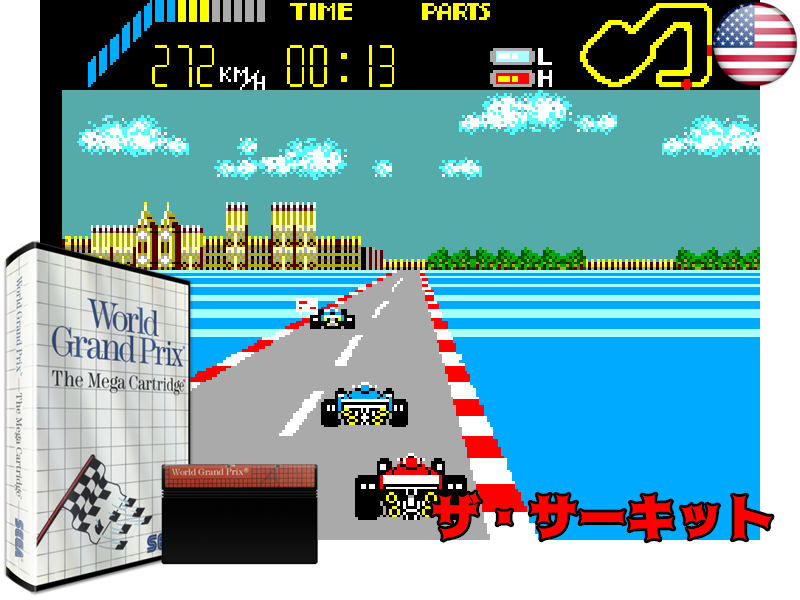 TIME PARTS
272 KM/H 00:13
L
H
World
Grand Prix
The Mega Cartridge
World Grand Prix — The Mega Cartridge
SEGA
SE
World Grand Prix
ザ・サーキット